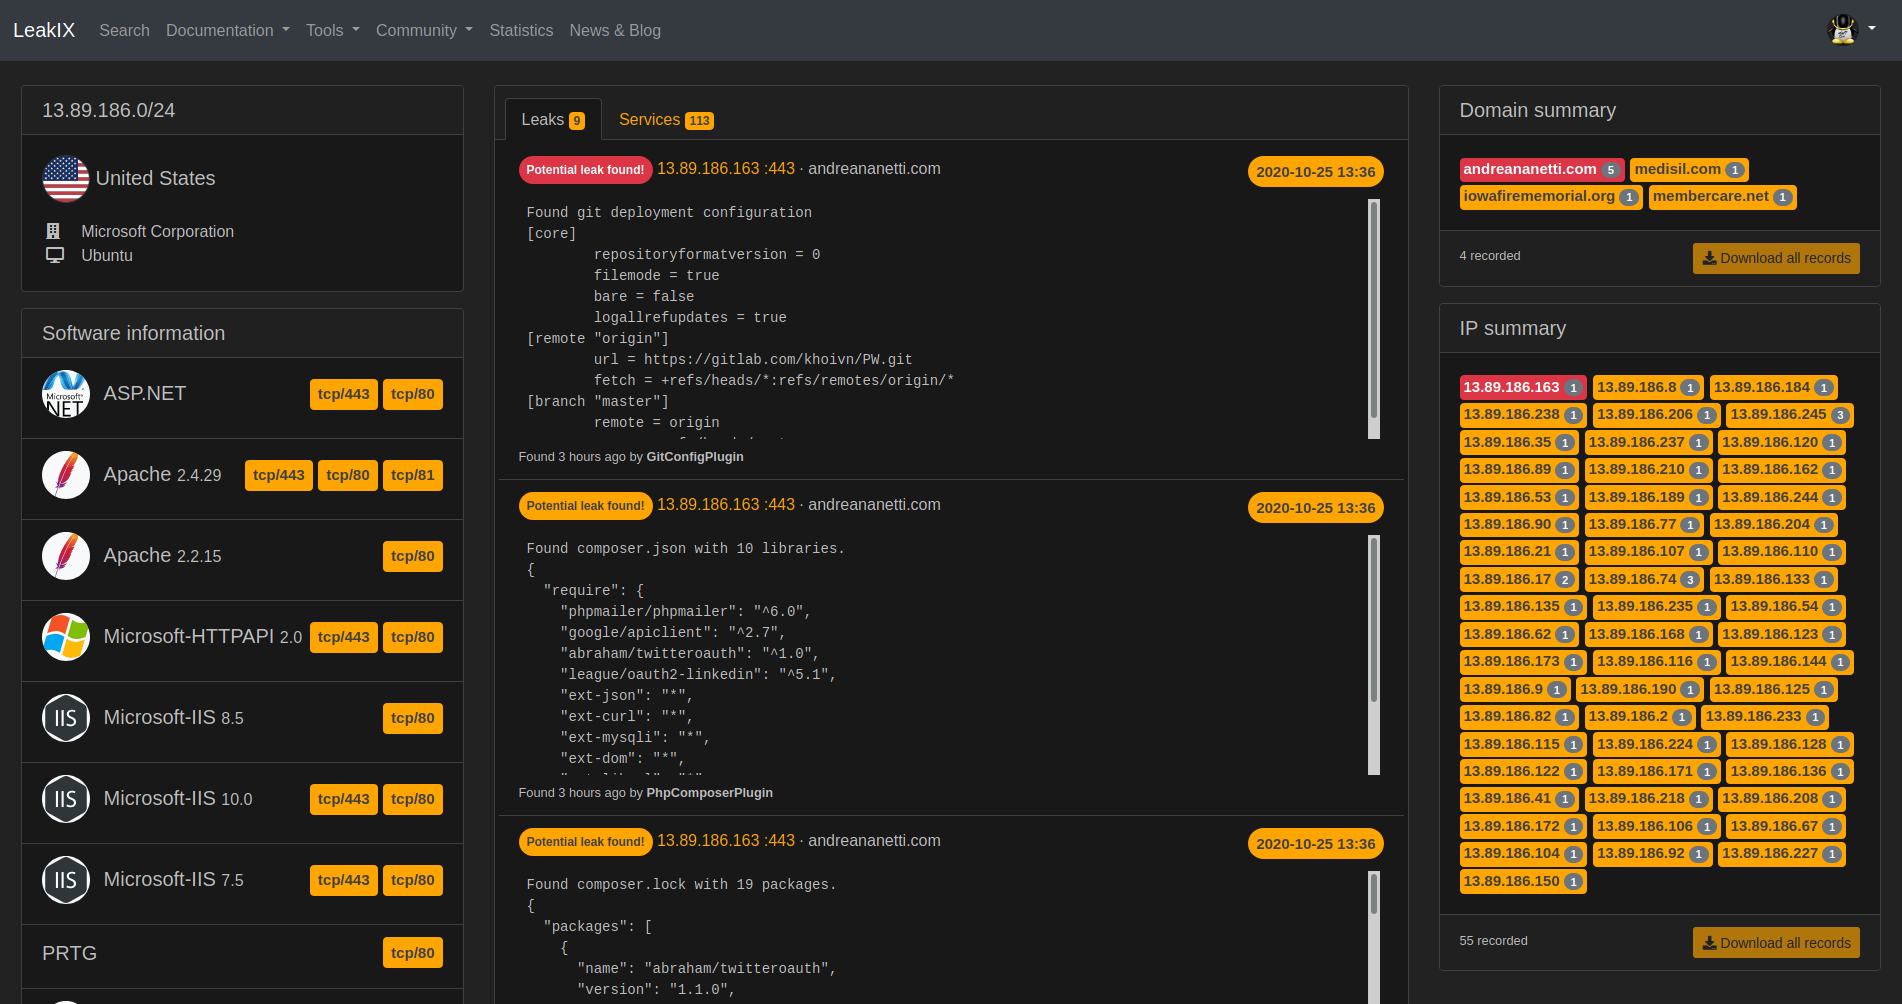 LeakIX Search Documentation Tools Community Statistics News & Blog
13.89.186.0/24
United States
Microsoft Corporation
Ubuntu
Software information
Microsoft®
.NET
ASP.NET tcp/443 tcp/80
Apache 2.4.29 tcp/443 tcp/80 tcp/81
Apache 2.2.15 tcp/80
Microsoft-HTTPAPI 2.0 tcp/443 tcp/80
IIS Microsoft-IIS 8.5 tcp/80
IIS Microsoft-IIS 10.0 tcp/443 tcp/80
IIS Microsoft-IIS 7.5 tcp/443 tcp/80
PRTG tcp/80
Leaks 9 Services 113
Potential leak found! 13.89.186.163 :443 · andreananetti.com 2020-10-25 13:36
Found git deployment configuration
[core]
repositoryformatversion = 0
filemode = true
bare = false
logallrefupdates = true
[remote "origin"]
url = https://gitlab.com/khoivn/PW.git
fetch = +refs/heads/*:refs/remotes/origin/*
[branch "master"]
remote = origin
Found 3 hours ago by GitConfigPlugin
Potential leak found! 13.89.186.163 :443 · andreananetti.com 2020-10-25 13:36
Found composer.json with 10 libraries.
{
"require": {
"phpmailer/phpmailer": "^6.0",
"google/apiclient": "^2.7",
"abraham/twitteroauth": "^1.0",
"league/oauth2-linkedin": "^5.1",
"ext-json": "*",
"ext-curl": "*",
"ext-mysqli": "*",
"ext-dom": "*",
Found 3 hours ago by PhpComposerPlugin
Potential leak found! 13.89.186.163 :443 · andreananetti.com 2020-10-25 13:36
Found composer.lock with 19 packages.
{
"packages": [
{
"name": "abraham/twitteroauth",
"version": "1.1.0",
Domain summary
andreananetti.com 5 medisil.com 1
iowafirememorial.org 1 membercare.net 1
4 recorded Download all records
IP summary
13.89.186.163 1 13.89.186.8 1 13.89.186.184 1
13.89.186.238 1 13.89.186.206 1 13.89.186.245 3
13.89.186.35 1 13.89.186.237 1 13.89.186.120 1
13.89.186.89 1 13.89.186.210 1 13.89.186.162 1
13.89.186.53 1 13.89.186.189 1 13.89.186.244 1
13.89.186.90 1 13.89.186.77 1 13.89.186.204 1
13.89.186.21 1 13.89.186.107 1 13.89.186.110 1
13.89.186.17 2 13.89.186.74 3 13.89.186.133 1
13.89.186.135 1 13.89.186.235 1 13.89.186.54 1
13.89.186.62 1 13.89.186.168 1 13.89.186.123 1
13.89.186.173 1 13.89.186.116 1 13.89.186.144 1
13.89.186.9 1 13.89.186.190 1 13.89.186.125 1
13.89.186.82 1 13.89.186.2 1 13.89.186.233 1
13.89.186.115 1 13.89.186.224 1 13.89.186.128 1
13.89.186.122 1 13.89.186.171 1 13.89.186.136 1
13.89.186.41 1 13.89.186.218 1 13.89.186.208 1
13.89.186.172 1 13.89.186.106 1 13.89.186.67 1
13.89.186.104 1 13.89.186.92 1 13.89.186.227 1
13.89.186.150 1
55 recorded Download all records